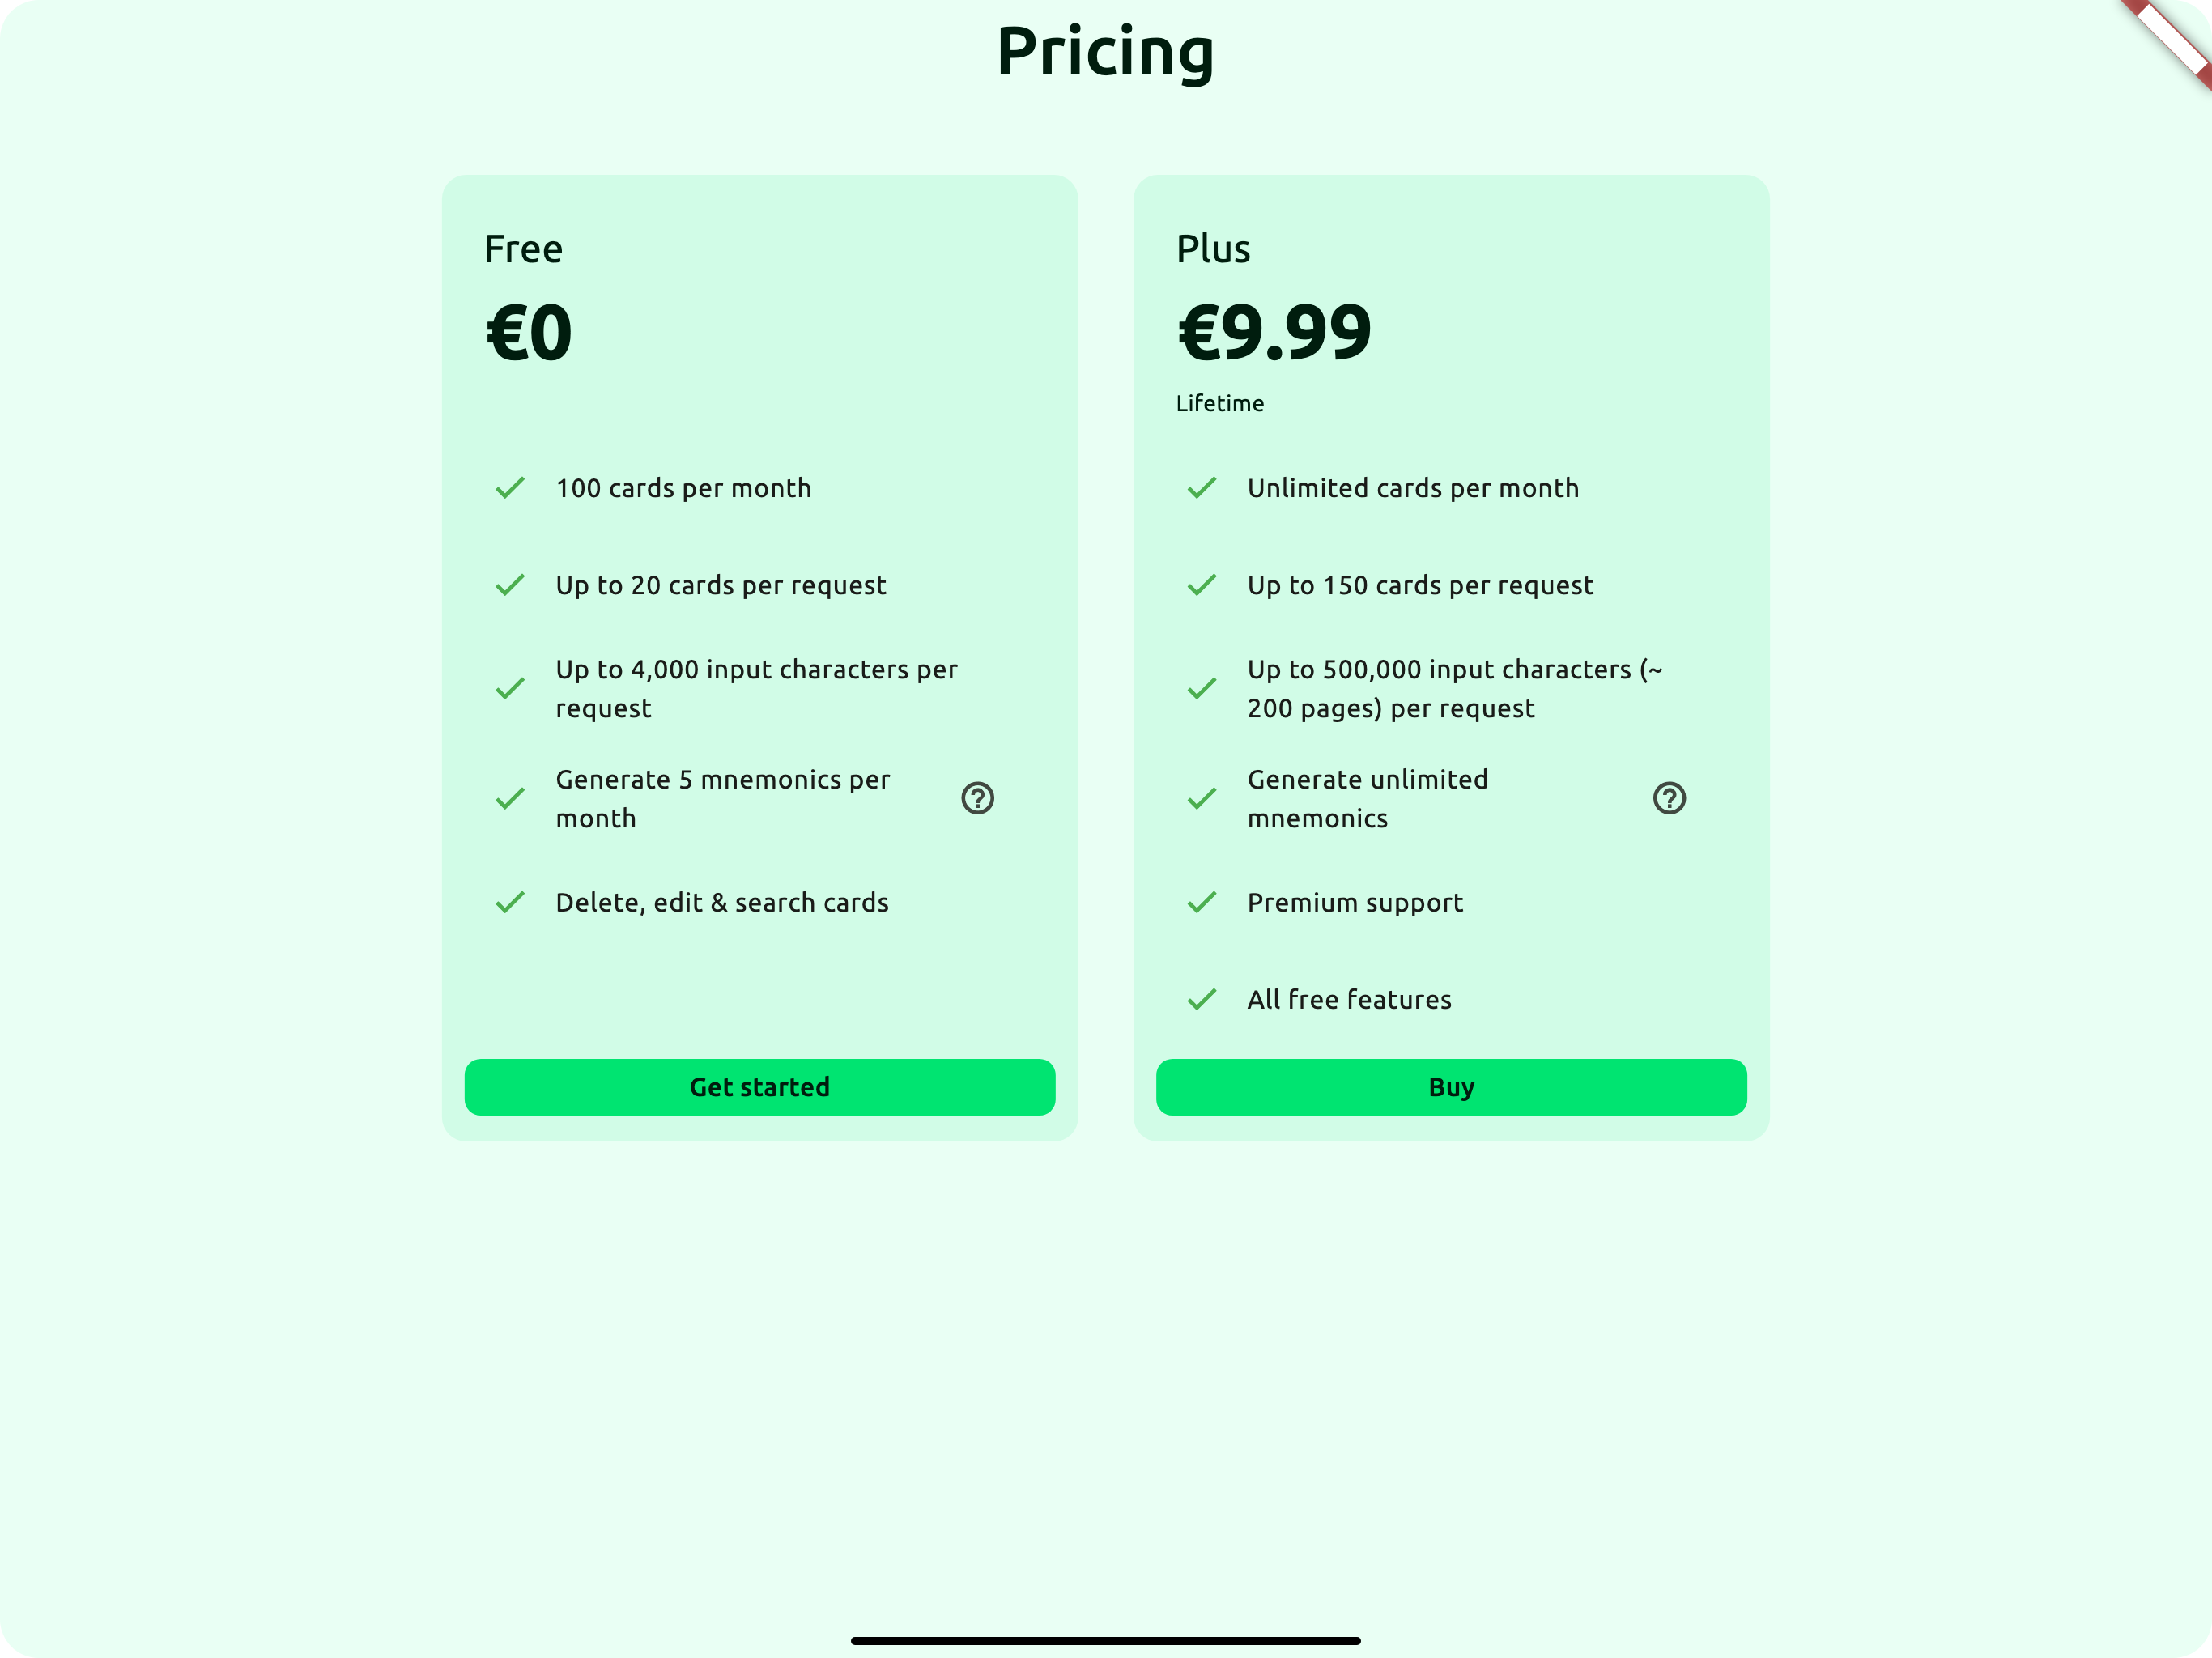 Pricing
Free
€0
100 cards per month
Up to 20 cards per request
Up to 4,000 input characters per
request
Generate 5 mnemonics per
month
Delete, edit & search cards
Get started
Plus
€9.99
Lifetime
Unlimited cards per month
Up to 150 cards per request
Up to 500,000 input characters (~
200 pages) per request
Generate unlimited
mnemonics
Premium support
All free features
Buy